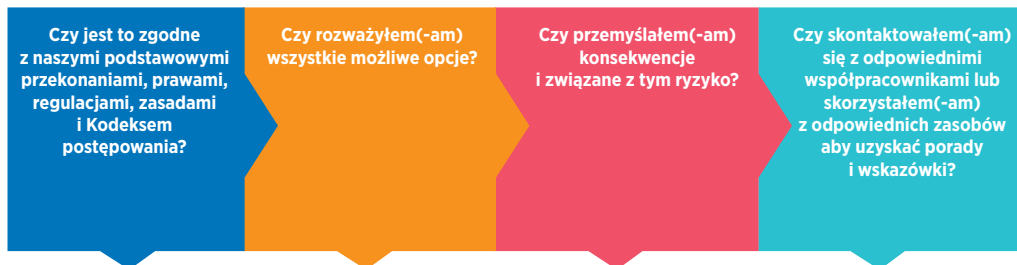 Czy jest to zgodne
z naszymi podstawowymi
przekonaniami, prawami,
regulacjami, zasadami
i Kodeksem
postępowania?
Czy rozważyłem(-am)
wszystkie możliwe opcje?
Czy przemyślałem(-am)
konsekwencje
i związane z tym ryzyko?
Czy skontaktowałem(-am)
się z odpowiednimi
współpracownikami lub
skorzystałem(-am)
z odpowiednich zasobów
aby uzyskać porady
i wskazówki?